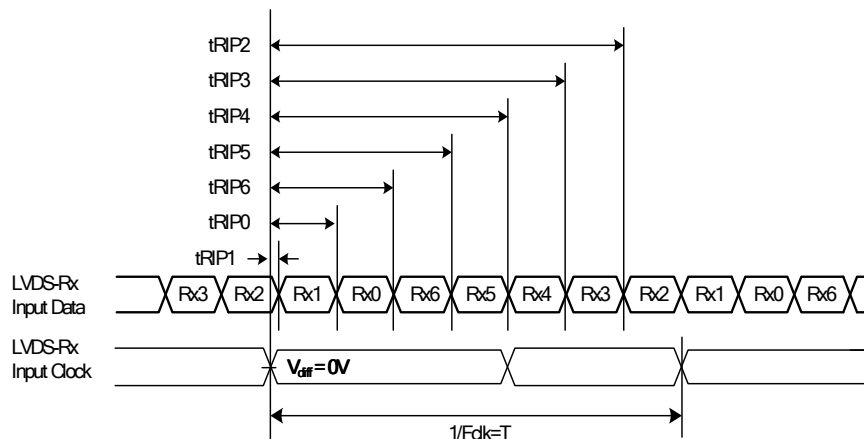 tRIP2
tRIP3
tRIP4
tRIP5
tRIP6
tRIP0
tRIP1
LVDS-Rx
Input Data
Rx3 Rx2 Rx1 Rx0 Rx6 Rx5 Rx4 Rx3 Rx2 Rx1 Rx0 Rx6
LVDS-Rx
Input Clock
Vdiff = 0V
1/Fclk=T